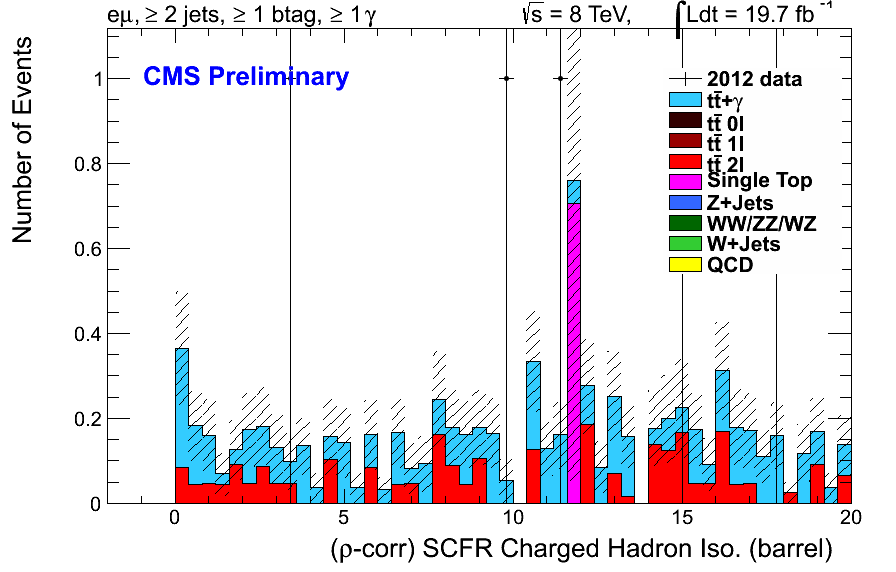 eμ, ≥ 2 jets, ≥ 1 btag, ≥ 1 γ
√s = 8 TeV, ∫Ldt = 19.7 fb⁻¹
Number of Events
CMS Preliminary
2012 data
tt̄+γ
tt̄ 0l
tt̄ 1l
tt̄ 2l
Single Top
Z+Jets
WW/ZZ/WZ
W+Jets
QCD
1
0.8
0.6
0.4
0.2
0
0 5 10 15 20
(ρ-corr) SCFR Charged Hadron Iso. (barrel)